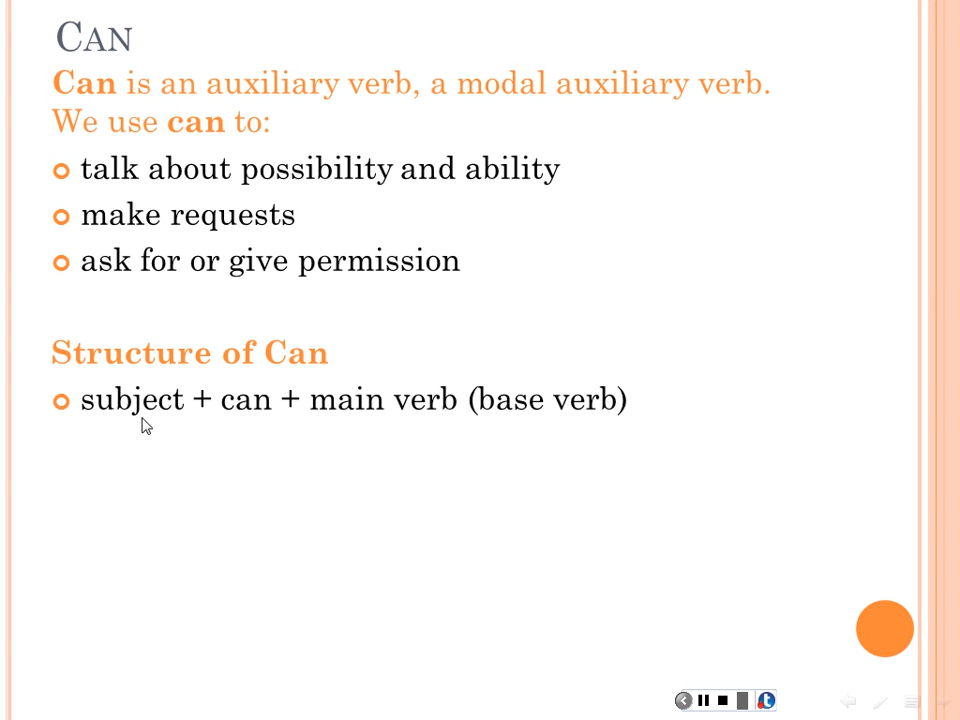 CAN
Can is an auxiliary verb, a modal auxiliary verb.
We use can to:
talk about possibility and ability
make requests
ask for or give permission
Structure of Can
subject + can + main verb (base verb)